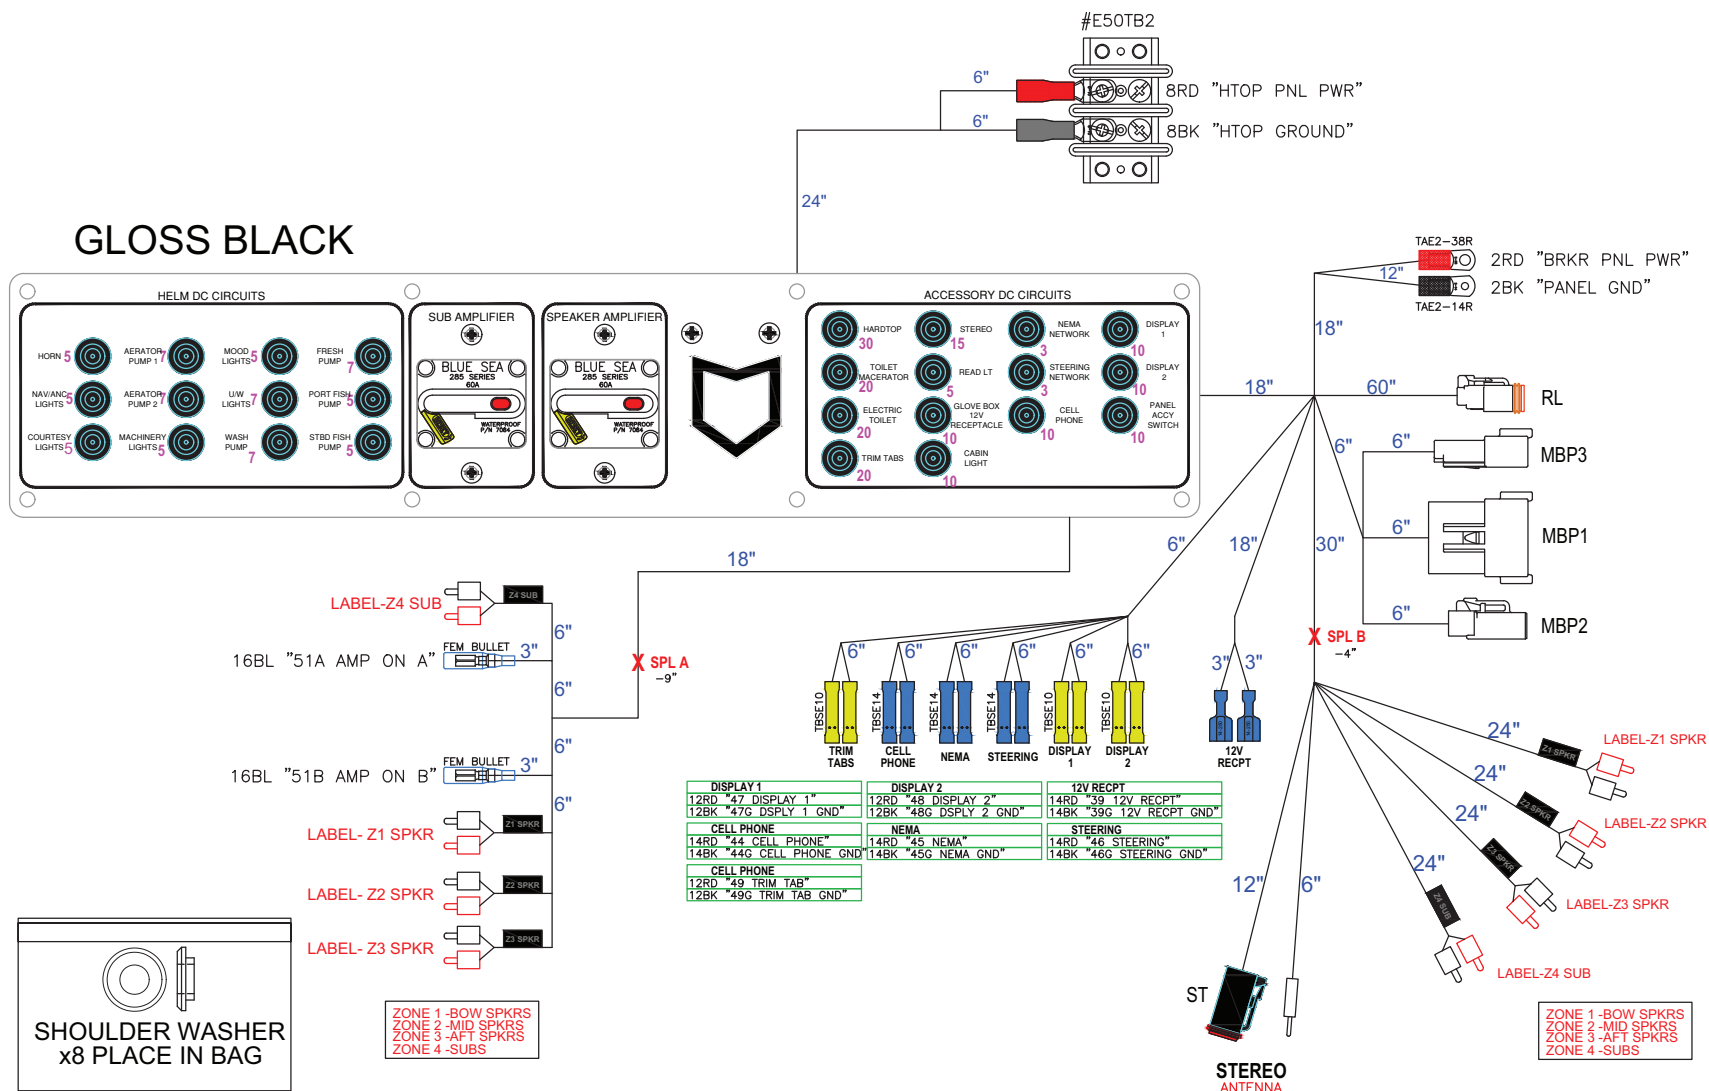 #E50TB2
6"
8RD "HTOP PNL PWR"
6"
8BK "HTOP GROUND"
24"
GLOSS BLACK
TAE2-38R
2RD "BRKR PNL PWR"
12"
2BK "PANEL GND"
TAE2-14R
18"
HELM DC CIRCUITS
HORN 5
AERATOR PUMP 1 7
MOOD LIGHTS 5
FRESH PUMP 7
NAV/ANC LIGHTS 5
AERATOR PUMP 2 7
U/W LIGHTS 7
PORT FISH PUMP 5
COURTESY LIGHTS 5
MACHINERY LIGHTS 5
WASH PUMP 7
STBD FISH PUMP 5
SUB AMPLIFIER
BLUE SEA
285 SERIES
60A
WATERPROOF
P/N 7084
SPEAKER AMPLIFIER
BLUE SEA
285 SERIES
60A
WATERPROOF
P/N 7084
ACCESSORY DC CIRCUITS
HARDTOP 30
STEREO 15
NEMA NETWORK 3
DISPLAY 1 10
TOILET MACERATOR 20
READ LT 5
STEERING NETWORK 3
DISPLAY 2 10
ELECTRIC TOILET 20
GLOVE BOX 12V RECEPTACLE 10
CELL PHONE 10
PANEL ACCY SWITCH 10
TRIM TABS 20
CABIN LIGHT 10
18"
60"
RL
6"
6"
MBP3
6"
MBP1
6"
MBP2
18"
6"
18"
30"
LABEL-Z4 SUB
Z4 SUB
6"
16BL "51A AMP ON A"
FEM BULLET
3"
6"
X SPL A
-9"
6"
16BL "51B AMP ON B"
FEM BULLET
3"
6"
LABEL- Z1 SPKR
Z1 SPKR
LABEL- Z2 SPKR
Z2 SPKR
LABEL- Z3 SPKR
Z3 SPKR
X SPL B
-4"
6" 6" 6" 6" 6" 6"
3" 3"
TBSE10
TBSE14
TBSE14
TBSE14
TBSE10
TBSE10
TRIM TABS
CELL PHONE
NEMA
STEERING
DISPLAY 1
DISPLAY 2
12V RECPT
DISPLAY 1
12RD "47 DISPLAY 1"
12BK "47G DSPLY 1 GND"
DISPLAY 2
12RD "48 DISPLAY 2"
12BK "48G DSPLY 2 GND"
12V RECPT
14RD "39 12V RECPT"
14BK "39G 12V RECPT GND"
CELL PHONE
14RD "44 CELL PHONE"
14BK "44G CELL PHONE GND"
NEMA
14RD "45 NEMA"
14BK "45G NEMA GND"
STEERING
14RD "46 STEERING"
14BK "46G STEERING GND"
CELL PHONE
12RD "49 TRIM TAB"
12BK "49G TRIM TAB GND"
24"
Z1 SPKR
LABEL-Z1 SPKR
24"
Z2 SPKR
LABEL-Z2 SPKR
24"
Z3 SPKR
LABEL-Z3 SPKR
24"
Z4 SUB
LABEL-Z4 SUB
12"
6"
ST
STEREO
ANTENNA
SHOULDER WASHER
x8 PLACE IN BAG
ZONE 1 -BOW SPKRS
ZONE 2 -MID SPKRS
ZONE 3 -AFT SPKRS
ZONE 4 -SUBS
ZONE 1 -BOW SPKRS
ZONE 2 -MID SPKRS
ZONE 3 -AFT SPKRS
ZONE 4 -SUBS